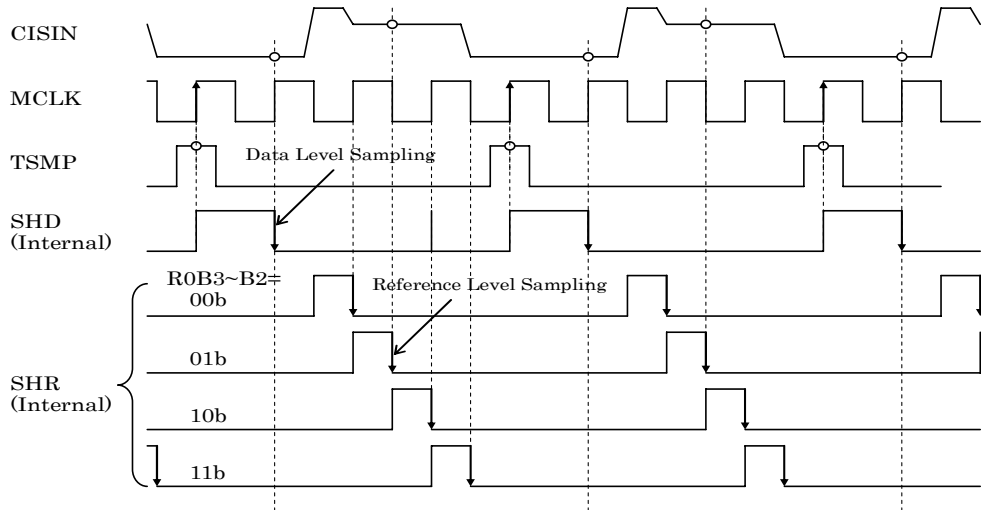 CISIN
MCLK
TSMP
Data Level Sampling
SHD
(Internal)
R0B3~B2=
00b
Reference Level Sampling
01b
SHR
(Internal)
10b
11b